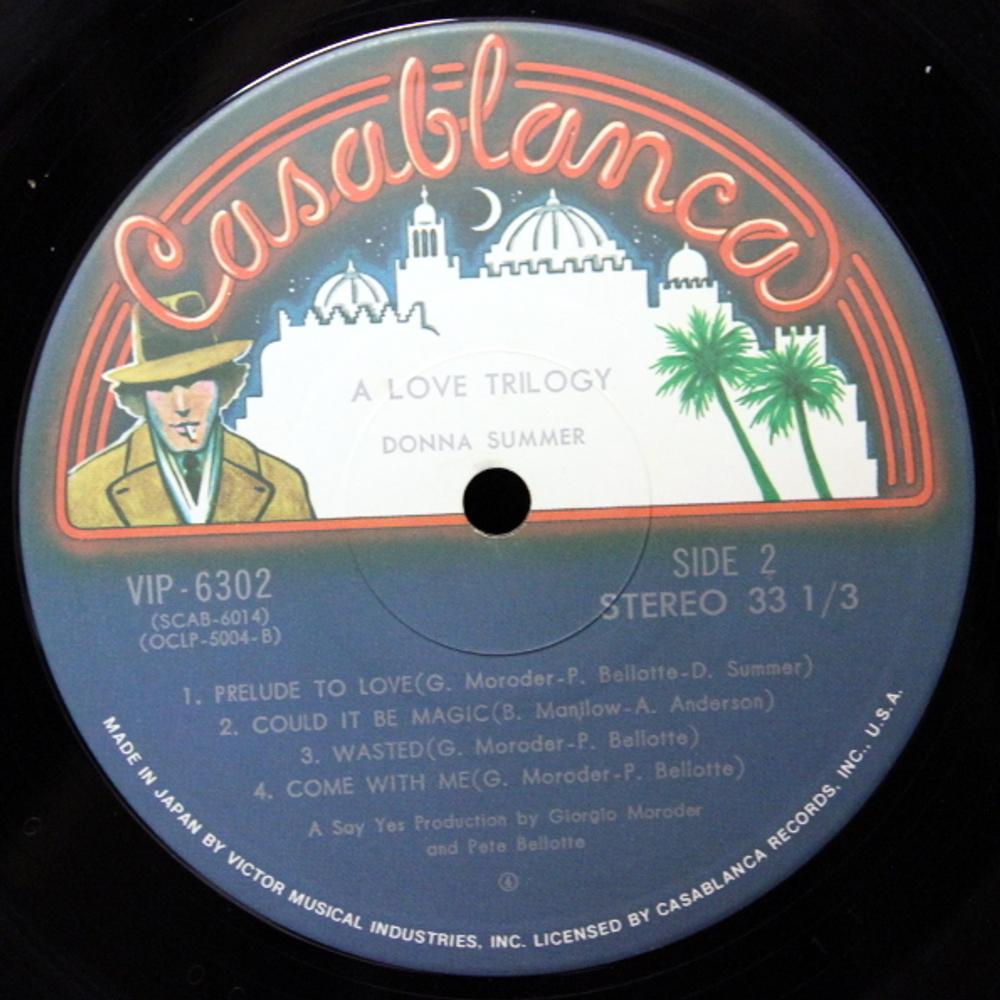 Casablanca
A LOVE TRILOGY
DONNA SUMMER
VIP-6302
(SCAB-6014)
(OCLP-5004-B)
SIDE 2
STEREO 33 1/3
1. PRELUDE TO LOVE(G. Moroder-P. Bellotte-D. Summer)
2. COULD IT BE MAGIC(B. Manilow-A. Anderson)
3. WASTED(G. Moroder-P. Bellotte)
4. COME WITH ME(G. Moroder-P. Bellotte)
A Say Yes Production by Giorgio Moroder
and Pete Bellotte
④
MADE IN JAPAN BY VICTOR MUSICAL INDUSTRIES, INC. LICENSED BY CASABLANCA RECORDS, INC., U.S.A.